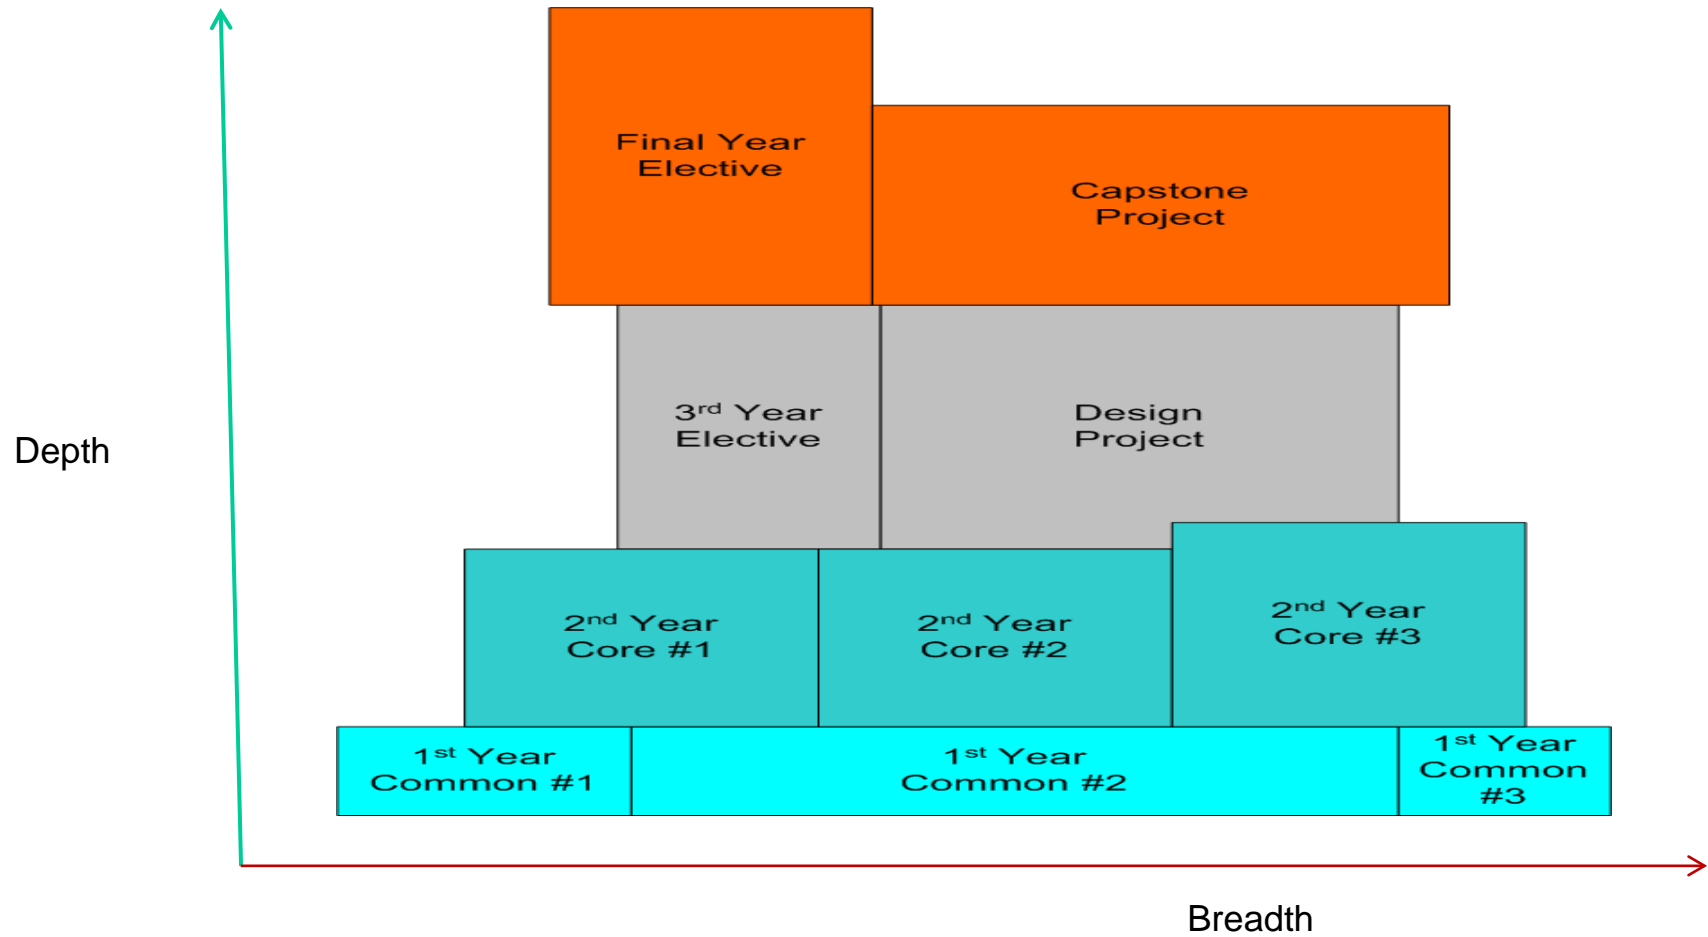 Final Year
Elective
Capstone
Project
3rd Year
Elective
Design
Project
Depth
2nd Year
Core #1
2nd Year
Core #2
2nd Year
Core #3
1st Year
Common #1
1st Year
Common #2
1st Year
Common
#3
Breadth